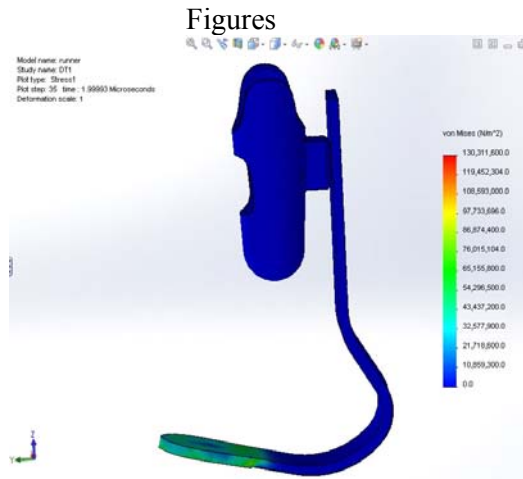 Figures
Model name: runner
Study name: DT1
Plot type: Stress1
Plot step: 35 time : 1.99993 Microseconds
Deformation scale: 1
von Mises (N/m^2)
130,311,600.0
119,452,304.0
108,593,000.0
97,733,696.0
86,874,400.0
76,015,104.0
65,155,800.0
54,296,500.0
43,437,200.0
32,577,900.0
21,718,600.0
10,859,300.0
0.0
Z
Y